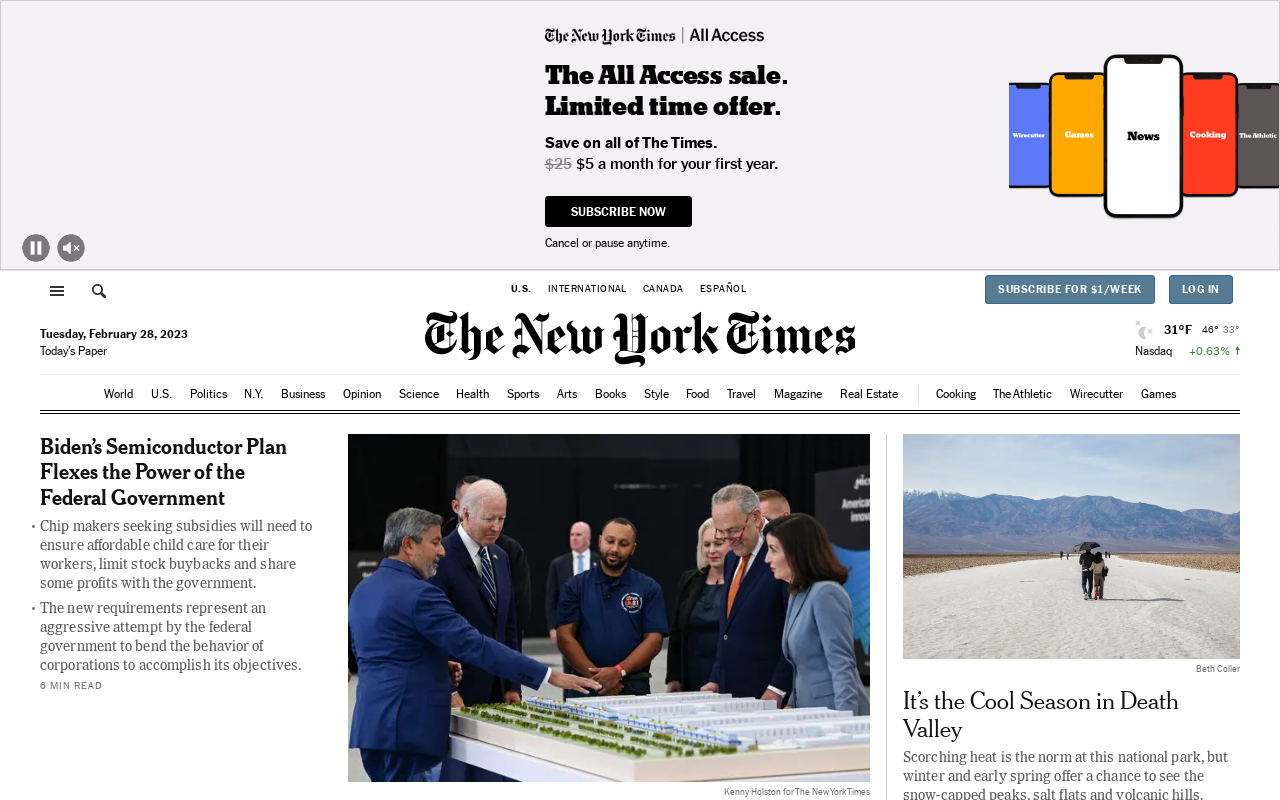 The New York Times | All Access
The All Access sale.
Limited time offer.
Save on all of The Times.
$25 $5 a month for your first year.
SUBSCRIBE NOW
Cancel or pause anytime.
Wirecutter
Games
News
Cooking
The Athletic
U.S. INTERNATIONAL CANADA ESPAÑOL
SUBSCRIBE FOR $1/WEEK
LOG IN
Tuesday, February 28, 2023
Today's Paper
The New York Times
31°F 46° 33°
Nasdaq +0.63%
World U.S. Politics N.Y. Business Opinion Science Health Sports Arts Books Style Food Travel Magazine Real Estate Cooking The Athletic Wirecutter Games
Biden's Semiconductor Plan
Flexes the Power of the
Federal Government
• Chip makers seeking subsidies will need to
ensure affordable child care for their
workers, limit stock buybacks and share
some profits with the government.
• The new requirements represent an
aggressive attempt by the federal
government to bend the behavior of
corporations to accomplish its objectives.
6 MIN READ
Kenny Holston for The New York Times
Beth Coller
It's the Cool Season in Death
Valley
Scorching heat is the norm at this national park, but
winter and early spring offer a chance to see the
snow-capped peaks, salt flats and volcanic hills.